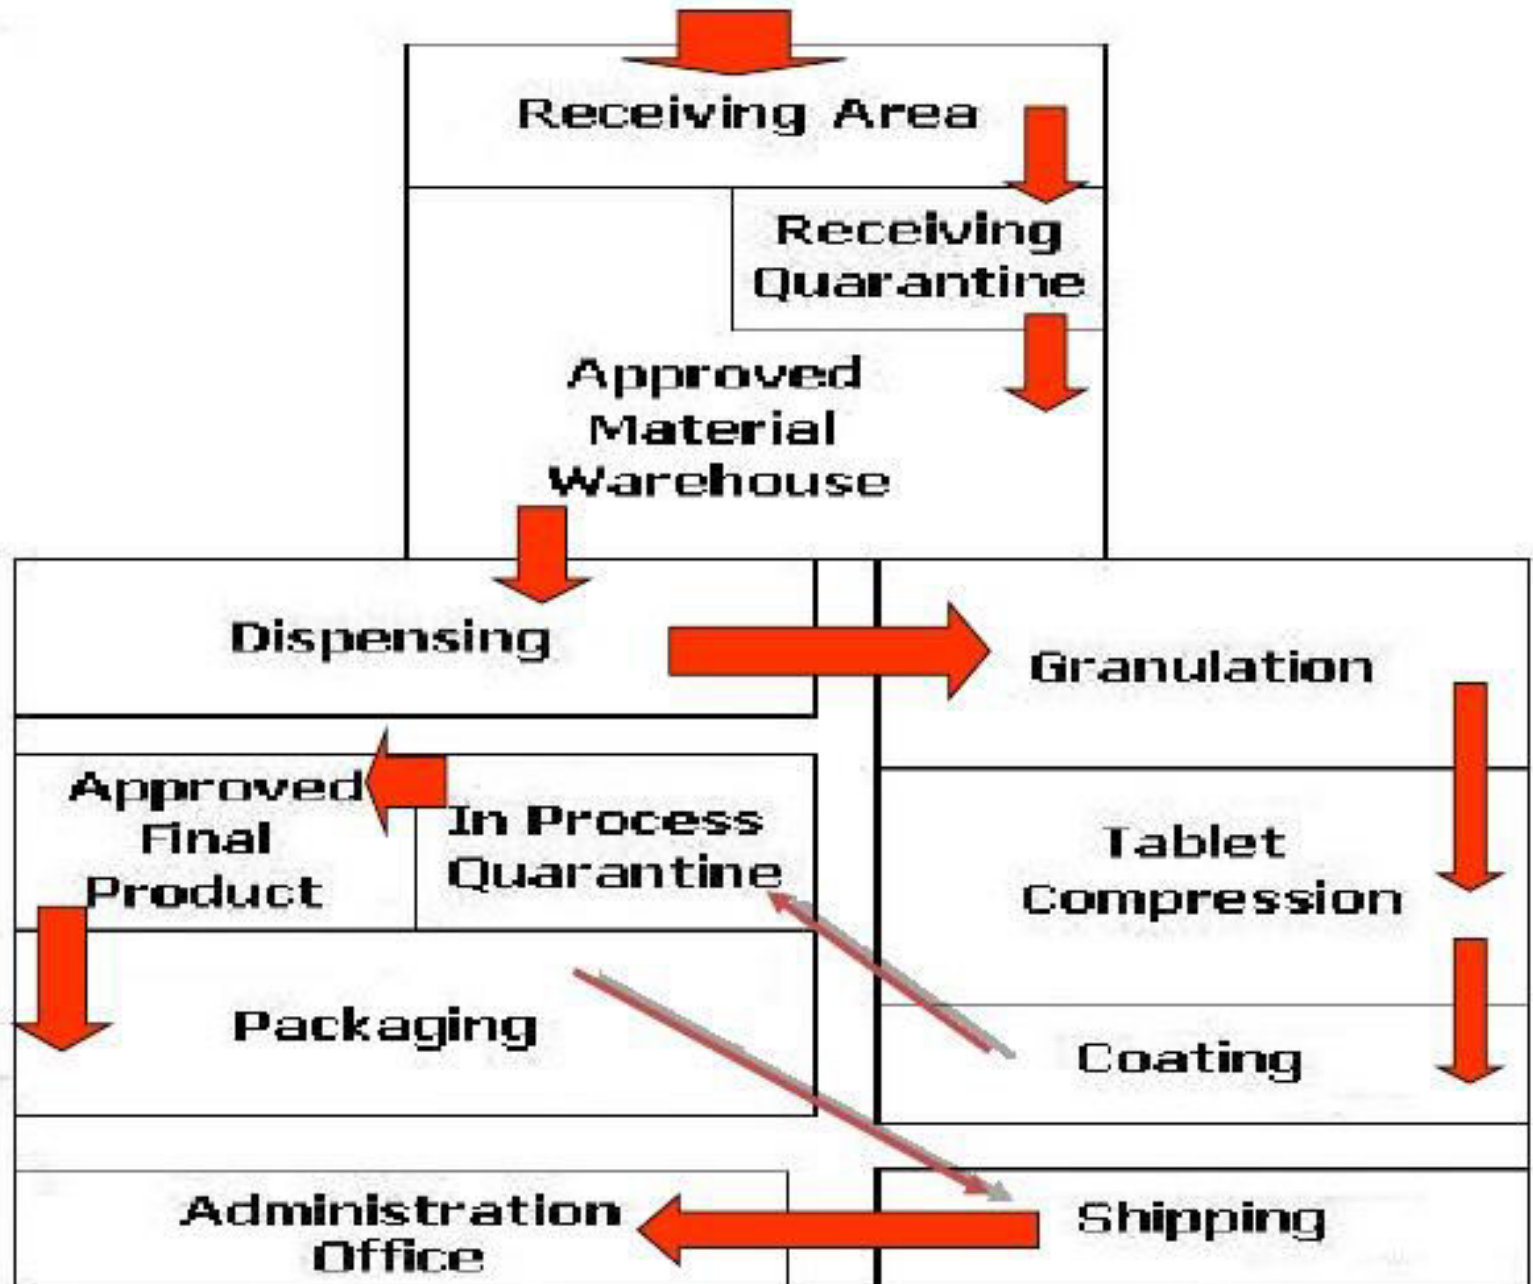 Receiving Area
Receiving
Quarantine
Approved
Material
Warehouse
Dispensing
Granulation
Approved
Final
Product
In Process
Quarantine
Tablet
Compression
Packaging
Coating
Administration
Office
Shipping